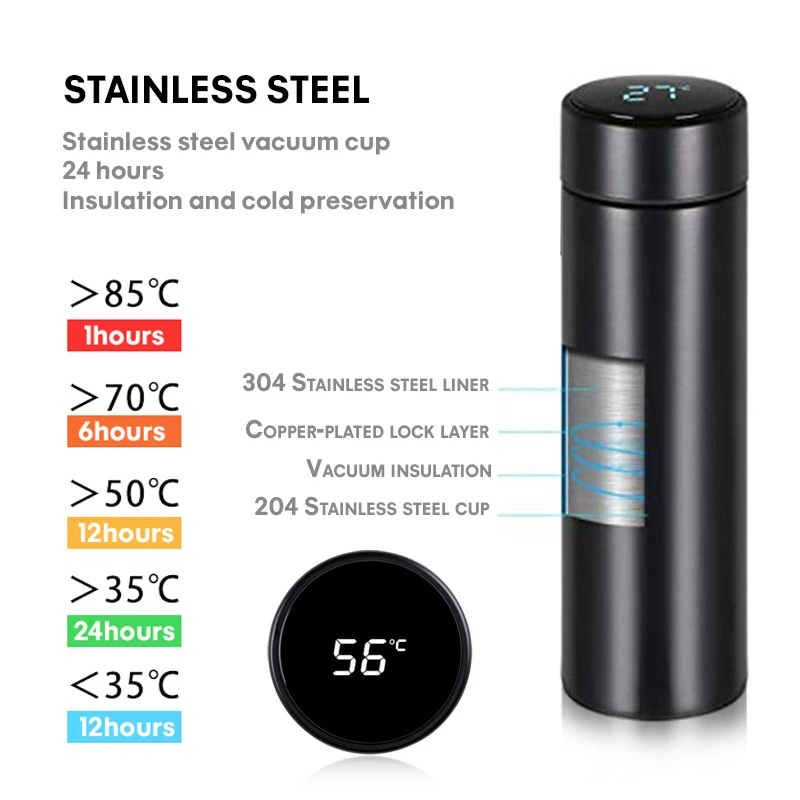 STAINLESS STEEL
Stainless steel vacuum cup
24 hours
Insulation and cold preservation
>85℃
1hours
>70℃
6hours
>50℃
12hours
>35℃
24hours
<35℃
12hours
304 STAINLESS STEEL LINER
COPPER-PLATED LOCK LAYER
VACUUM INSULATION
204 STAINLESS STEEL CUP
27℃
56℃